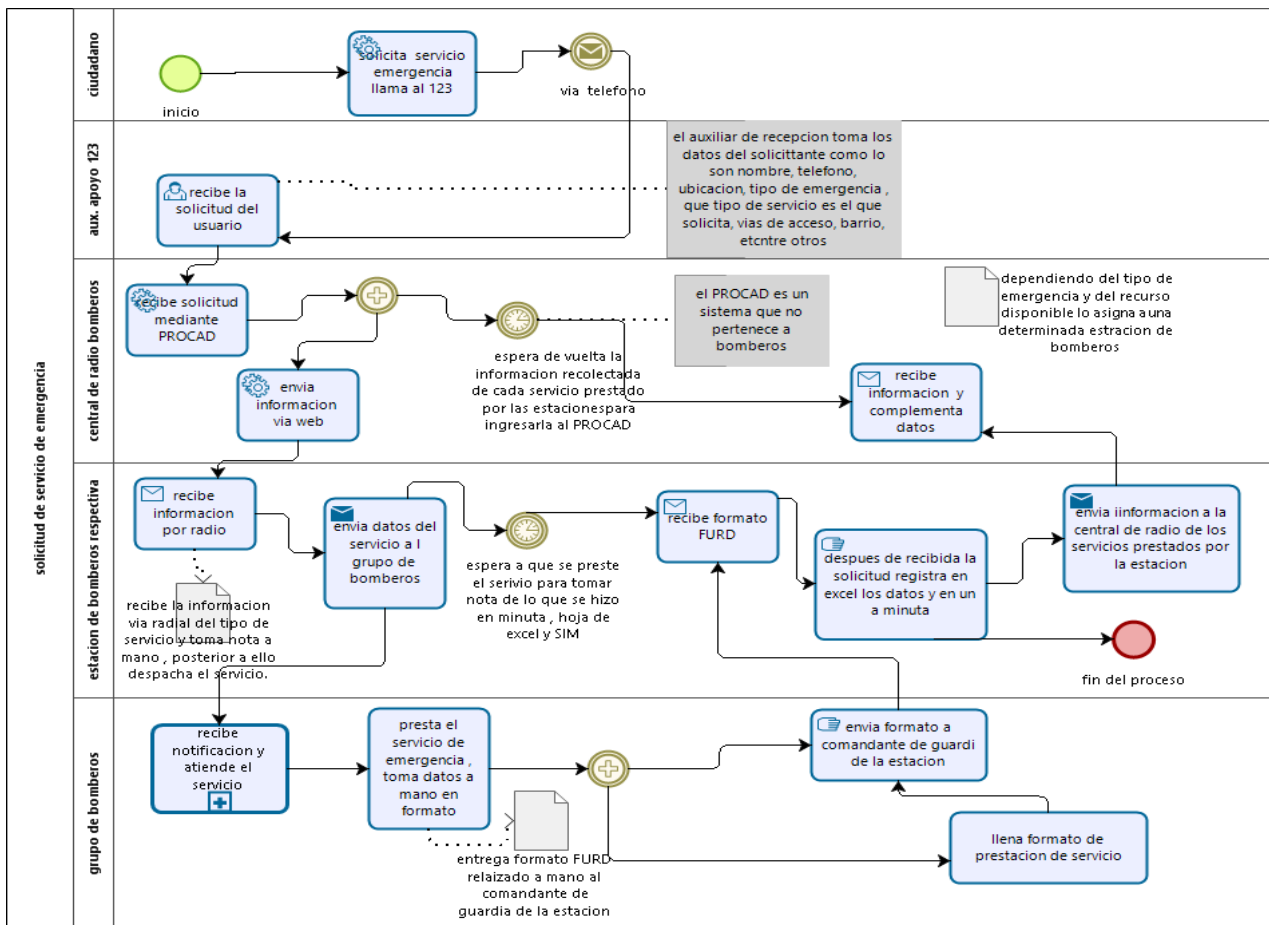 solicitud de servicio de emergencia
ciudadano
inicio
solicita servicio
emergencia
llama al 123
via telefono
aux. apoyo 123
recibe la
solicitud del
usuario
el auxiliar de recepcion toma los
datos del solicittante como lo
son nombre, telefono,
ubicacion, tipo de emergencia ,
que tipo de servicio es el que
solicita, vias de acceso, barrio,
etcntre otros
central de radio bomberos
recibe solicitud
mediante
PROCAD
envia
informacion
via web
espera de vuelta la
informacion recolectada
de cada servicio prestado
por las estacionespara
ingresarla al PROCAD
el PROCAD es un
sistema que no
pertenece a
bomberos
dependiendo del tipo de
emergencia y del recurso
disponible lo asigna a una
determinada estracion de
bomberos
recibe
informacion y
complementa
datos
estacion de bomberos respectiva
recibe
informacion
por radio
recibe la informacion
via radial del tipo de
servicio y toma nota a
mano , posterior a ello
despacha el servicio.
envia datos del
servicio a l
grupo de
bomberos
espera a que se preste
el serivio para tomar
nota de lo que se hizo
en minuta , hoja de
excel y SIM
recibe formato
FURD
despues de recibida la
solicitud registra en
excel los datos y en un
a minuta
envia iinformacion a la
central de radio de los
servicios prestados por
la estacion
fin del proceso
grupo de bomberos
recibe
notificacion y
atiende el
servicio
presta el
servicio de
emergencia ,
toma datos a
mano en
formato
entrega formato FURD
relaizado a mano al
comandante de
guardia de la estacion
envia formato a
comandante de guardi
de la estacion
llena formato de
prestacion de servicio